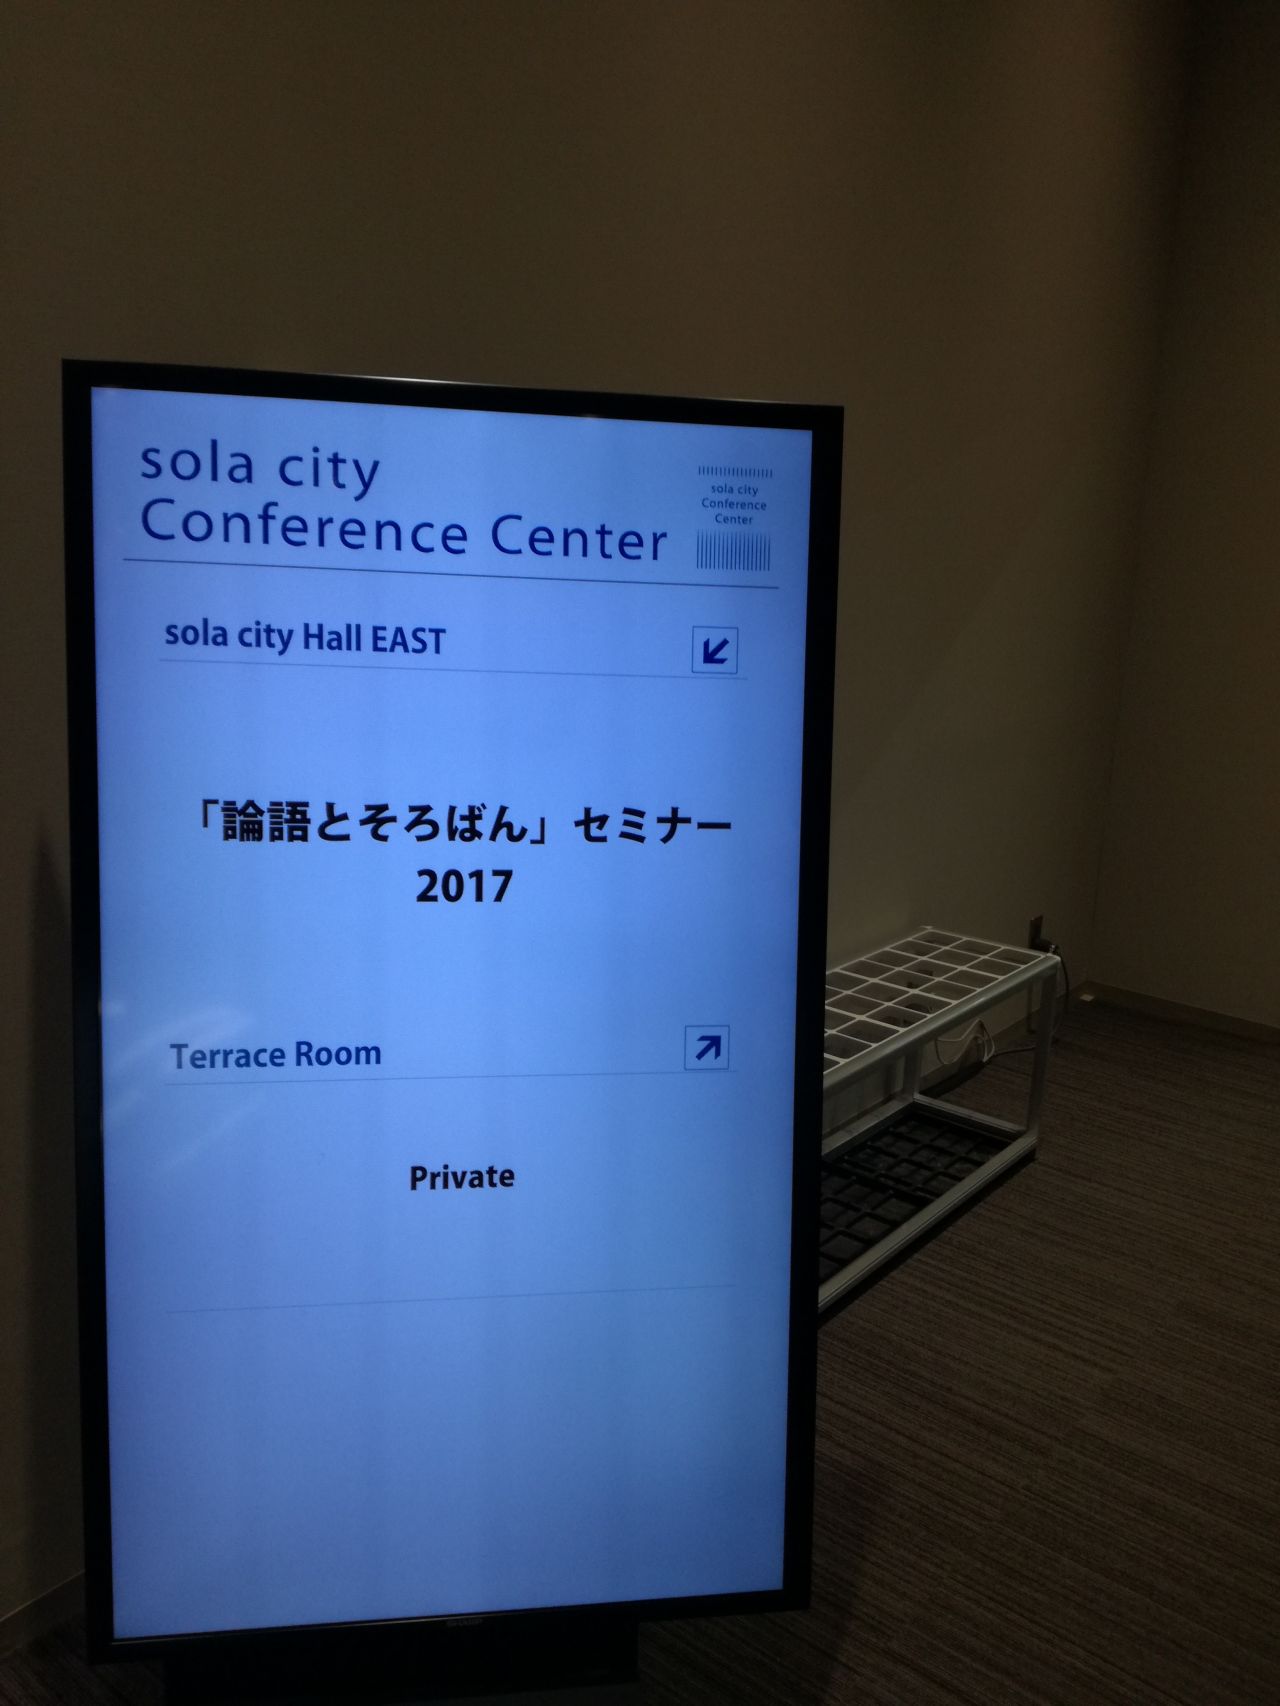 sola city
Conference Center
sola city
Conference
Center
sola city Hall EAST
「論語とそろばん」セミナー
2017
Terrace Room
Private
SHARP